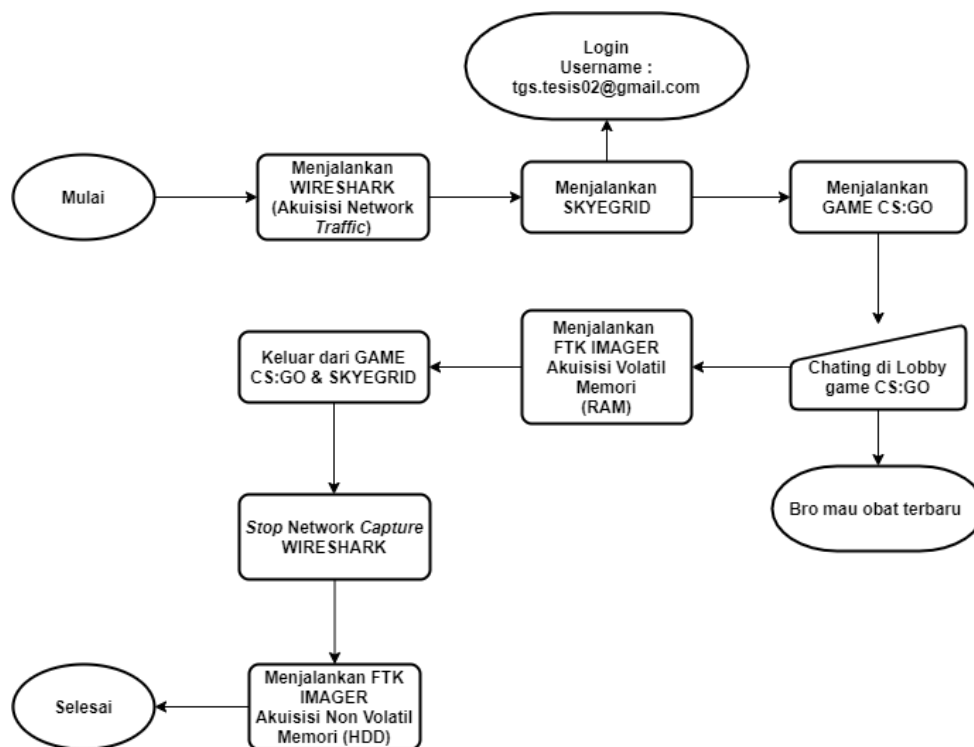 Login
Username :
tgs.tesis02@gmail.com
Mulai
Menjalankan
WIRESHARK
(Akuisisi Network
Traffic)
Menjalankan
SKYEGRID
Menjalankan
GAME CS:GO
Chating di Lobby
game CS:GO
Bro mau obat terbaru
Menjalankan
FTK IMAGER
Akuisisi Volatil
Memori
(RAM)
Keluar dari GAME
CS:GO & SKYEGRID
Stop Network Capture
WIRESHARK
Menjalankan FTK
IMAGER
Akuisisi Non Volatil
Memori (HDD)
Selesai